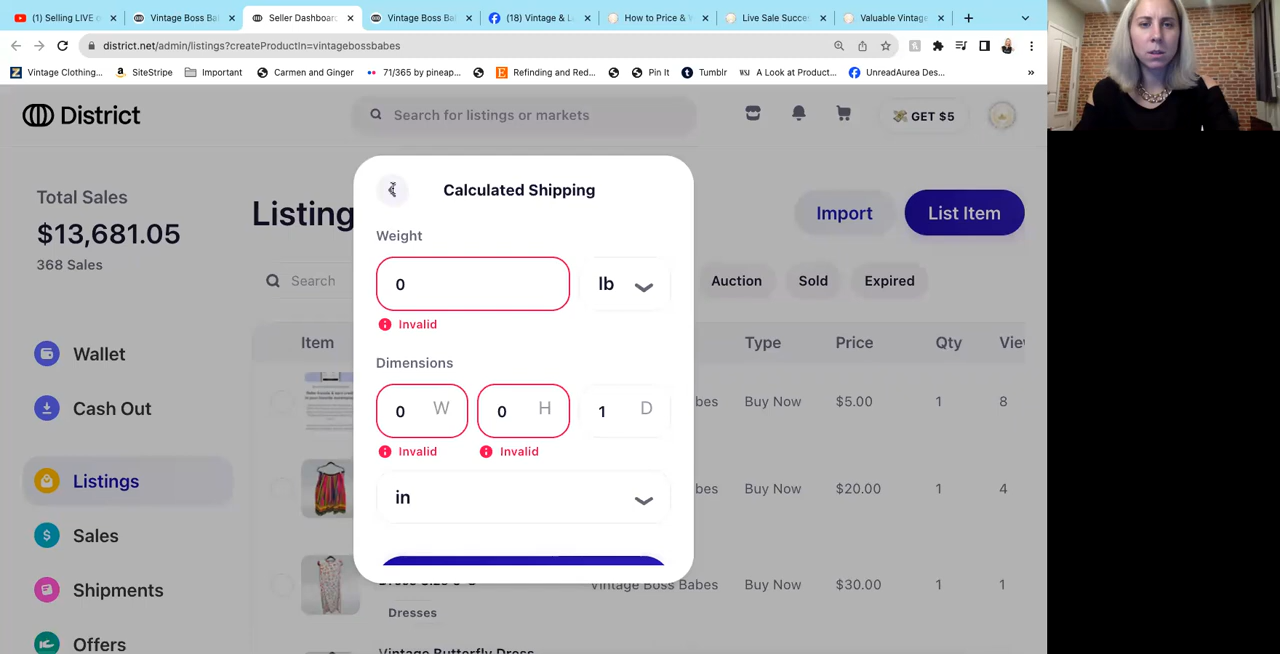 (1) Selling LIVE o
Vintage Boss Bab
Seller Dashboard
Vintage Boss Bab
(18) Vintage & L
How to Price &
Live Sale Succes
Valuable Vintage
district.net/admin/listings?createProductIn=vintagebossbabes
Vintage Clothing...
SiteStripe
Important
Carmen and Ginger
71/365 by pineap...
Refinding and Red...
Pin It
Tumblr
WSJ
A Look at Product...
UnreadAurea Des...
»
District
Search for listings or markets
GET $5
Total Sales
$13,681.05
368 Sales
Wallet
Cash Out
Listings
Sales
Shipments
Offers
Listing
Import
List Item
Search
Auction
Sold
Expired
Item
Type
Price
Qty
Vie
bes
Buy Now
$5.00
1
8
bes
Buy Now
$20.00
1
4
Vintage Boss Babes
Buy Now
$30.00
1
1
Dresses
Vintage Butterfly Dress
Calculated Shipping
Weight
0
lb
Invalid
Dimensions
0 W
0 H
1 D
Invalid
Invalid
in